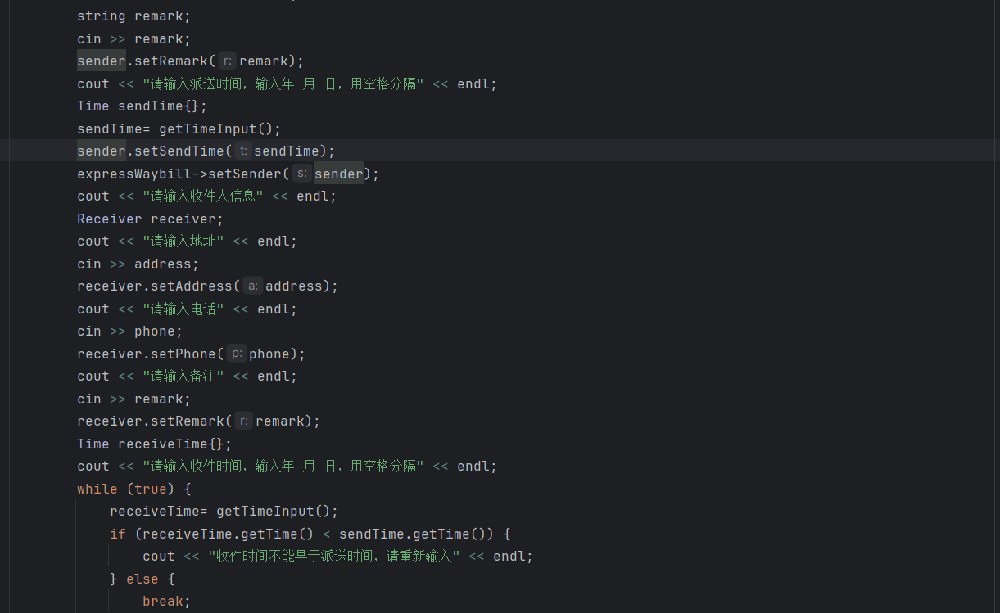 string remark;
cin >> remark;
sender.setRemark( r: remark);
cout << "请输入派送时间，输入年 月 日，用空格分隔" << endl;
Time sendTime{};
sendTime= getTimeInput();
sender.setSendTime( t: sendTime);
expressWaybill->setSender( s: sender);
cout << "请输入收件人信息" << endl;
Receiver receiver;
cout << "请输入地址" << endl;
cin >> address;
receiver.setAddress( a: address);
cout << "请输入电话" << endl;
cin >> phone;
receiver.setPhone( p: phone);
cout << "请输入备注" << endl;
cin >> remark;
receiver.setRemark( r: remark);
Time receiveTime{};
cout << "请输入收件时间，输入年 月 日，用空格分隔" << endl;
while (true) {
receiveTime= getTimeInput();
if (receiveTime.getTime() < sendTime.getTime()) {
cout << "收件时间不能早于派送时间，请重新输入" << endl;
} else {
break;